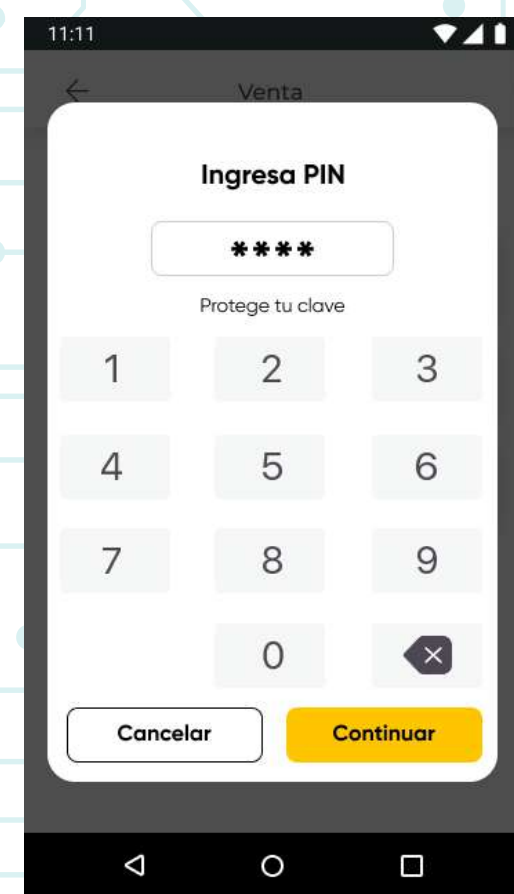 11:11
Venta
Ingresa PIN
****
Protege tu clave
1 2 3
4 5 6
7 8 9
0
Cancelar Continuar